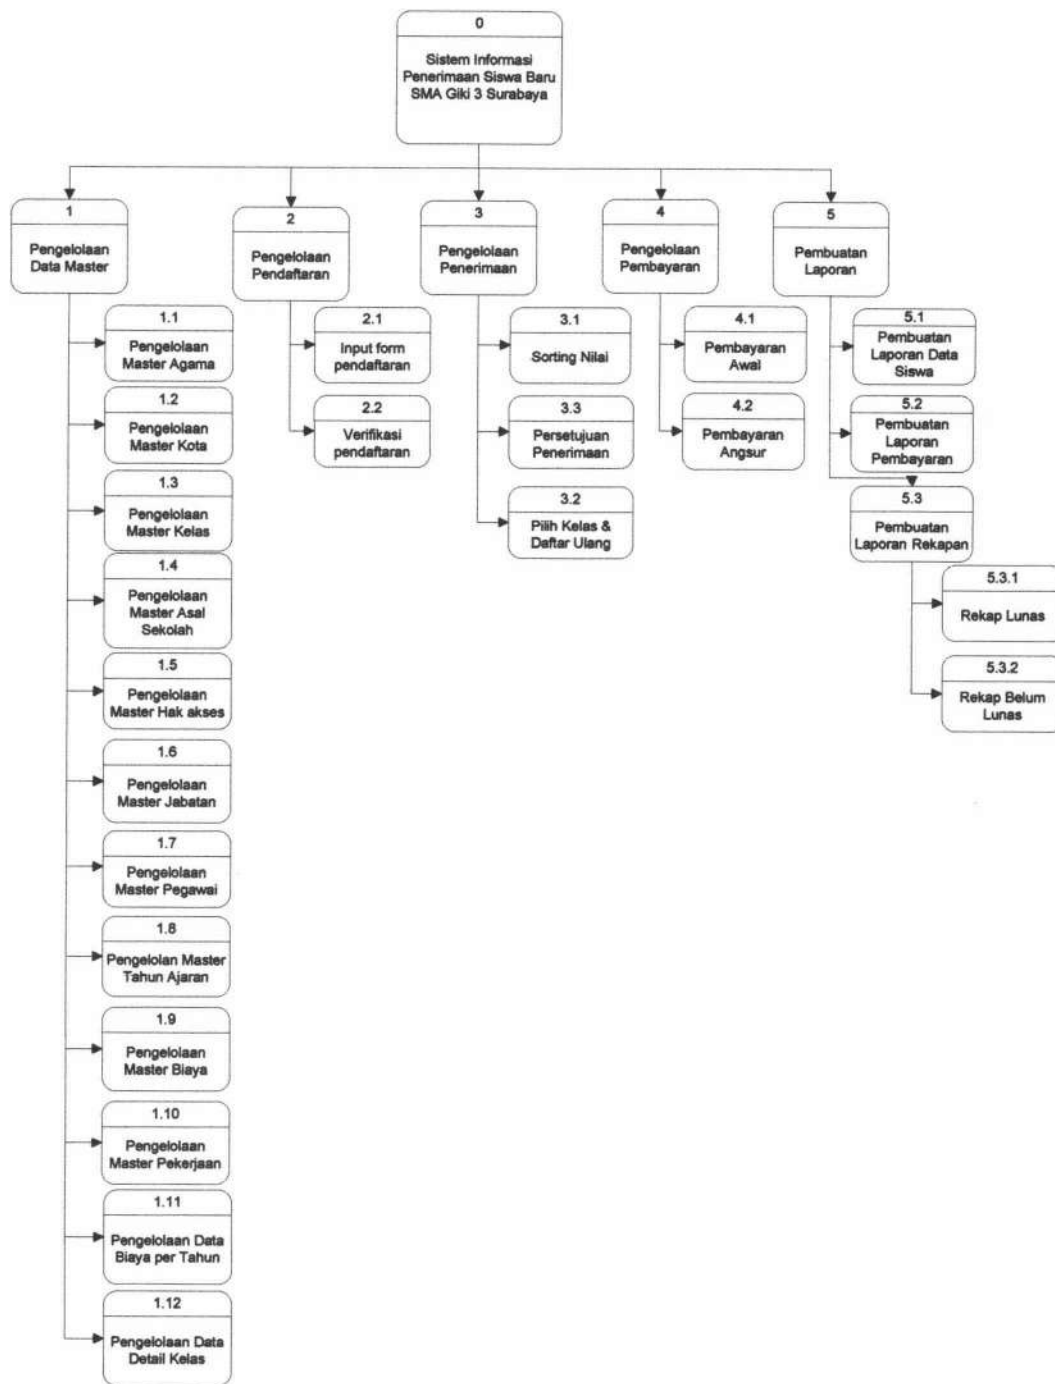 0
Sistem Informasi
Penerimaan Siswa Baru
SMA Giki 3 Surabaya
1
Pengelolaan
Data Master
1.1
Pengelolaan
Master Agama
1.2
Pengelolaan
Master Kota
1.3
Pengelolaan
Master Kelas
1.4
Pengelolaan
Master Asal
Sekolah
1.5
Pengelolaan
Master Hak akses
1.6
Pengelolaan
Master Jabatan
1.7
Pengelolaan
Master Pegawai
1.8
Pengelolan Master
Tahun Ajaran
1.9
Pengelolaan
Master Biaya
1.10
Pengelolaan
Master Pekerjaan
1.11
Pengelolaan Data
Biaya per Tahun
1.12
Pengelolaan Data
Detail Kelas
2
Pengelolaan
Pendaftaran
2.1
Input form
pendaftaran
2.2
Verifikasi
pendaftaran
3
Pengelolaan
Penerimaan
3.1
Sorting Nilai
3.3
Persetujuan
Penerimaan
3.2
Pilih Kelas &
Daftar Ulang
4
Pengelolaan
Pembayaran
4.1
Pembayaran
Awal
4.2
Pembayaran
Angsur
5
Pembuatan
Laporan
5.1
Pembuatan
Laporan Data
Siswa
5.2
Pembuatan
Laporan
Pembayaran
5.3
Pembuatan
Laporan Rekapan
5.3.1
Rekap Lunas
5.3.2
Rekap Belum
Lunas